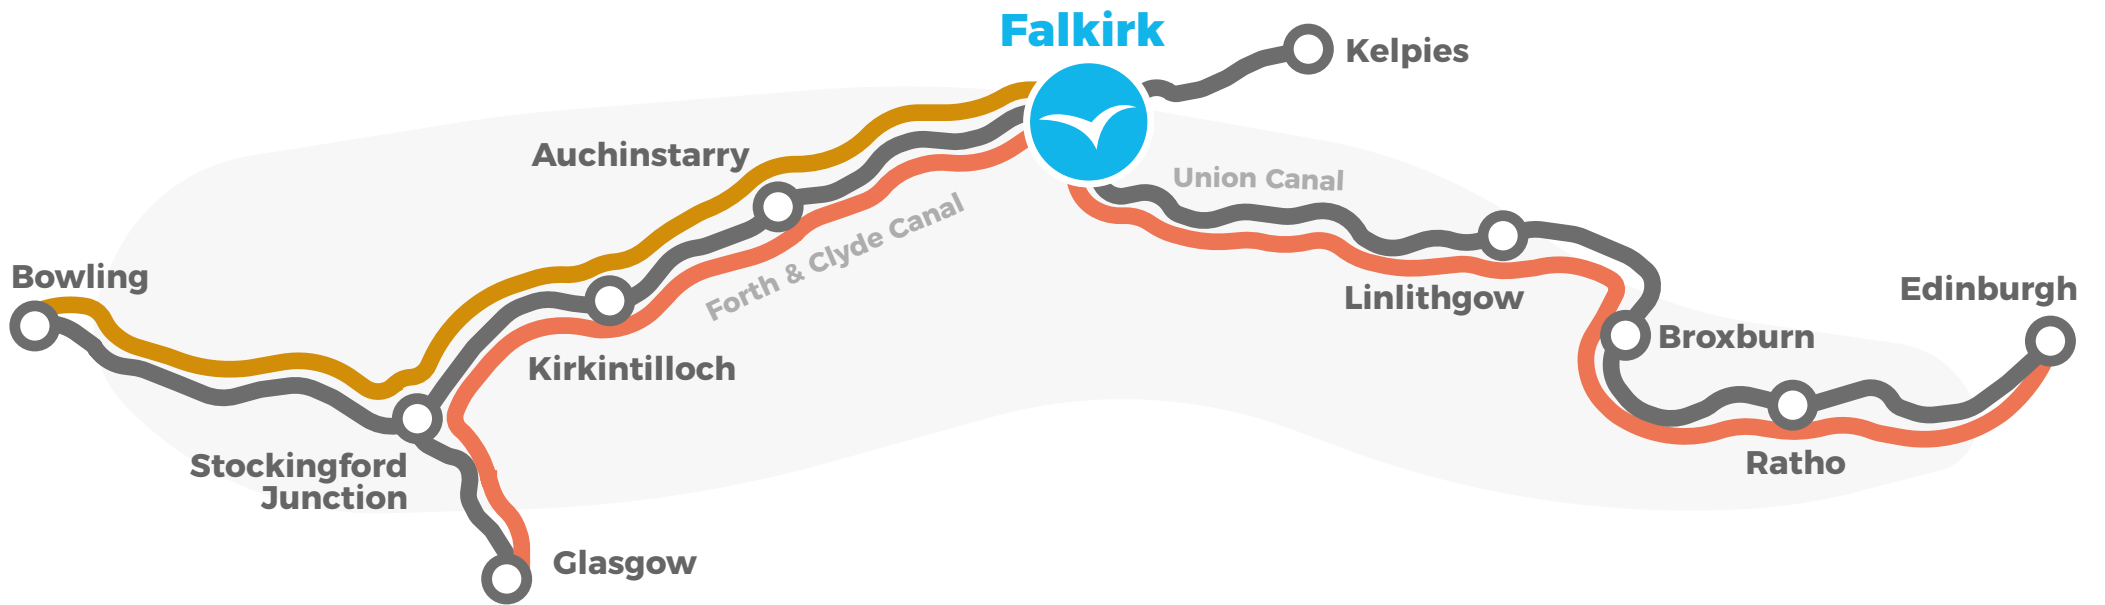 Falkirk
Kelpies
Auchinstarry
Union Canal
Forth & Clyde Canal
Bowling
Linlithgow
Edinburgh
Broxburn
Kirkintilloch
Stockingford
Junction
Ratho
Glasgow